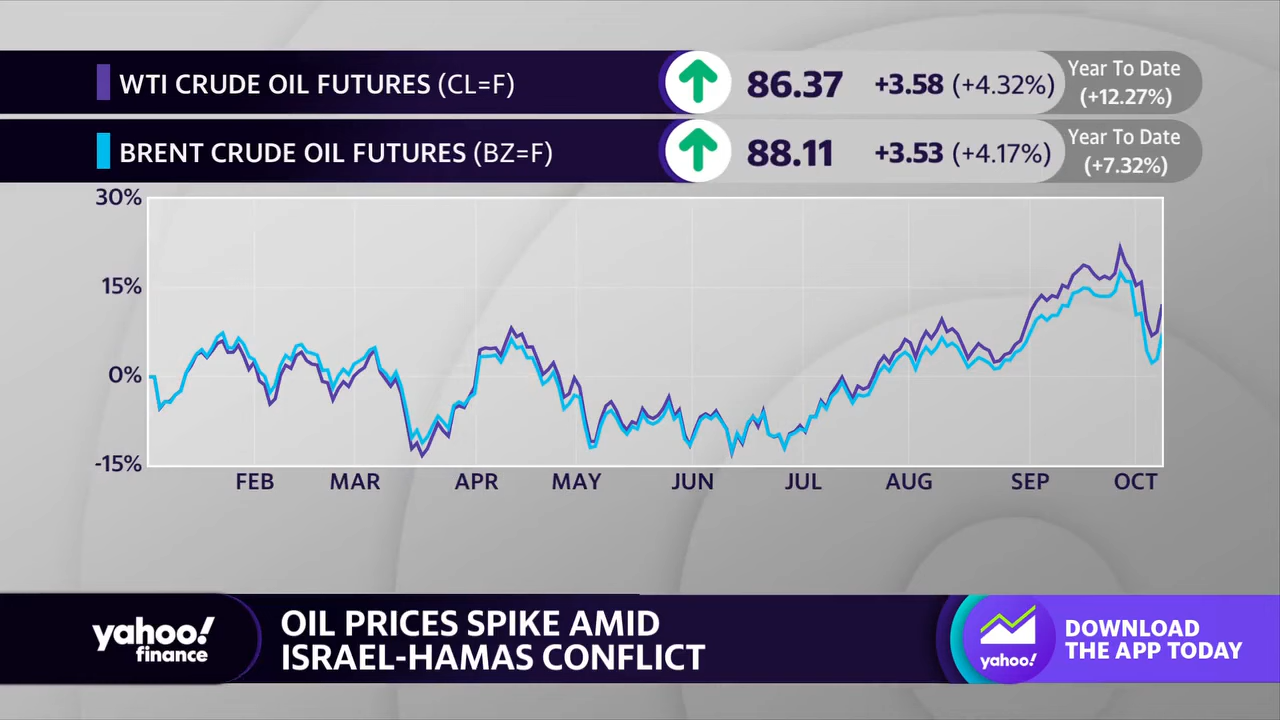 WTI CRUDE OIL FUTURES (CL=F) 86.37 +3.58 (+4.32%) Year To Date
(+12.27%)
BRENT CRUDE OIL FUTURES (BZ=F) 88.11 +3.53 (+4.17%) Year To Date
(+7.32%)
30%
15%
0%
-15%
FEB MAR APR MAY JUN JUL AUG SEP OCT
yahoo!
finance
OIL PRICES SPIKE AMID
ISRAEL-HAMAS CONFLICT
yahoo!
DOWNLOAD
THE APP TODAY